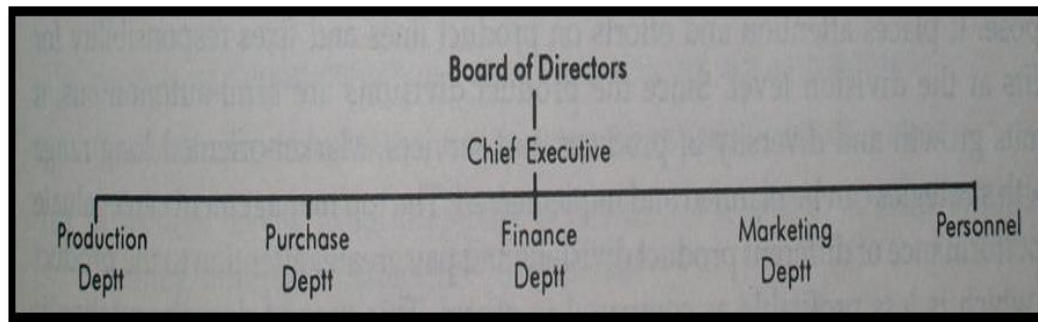 Board of Directors
Chief Executive
Production Purchase Finance Marketing Personnel
Deptt Deptt Deptt Deptt